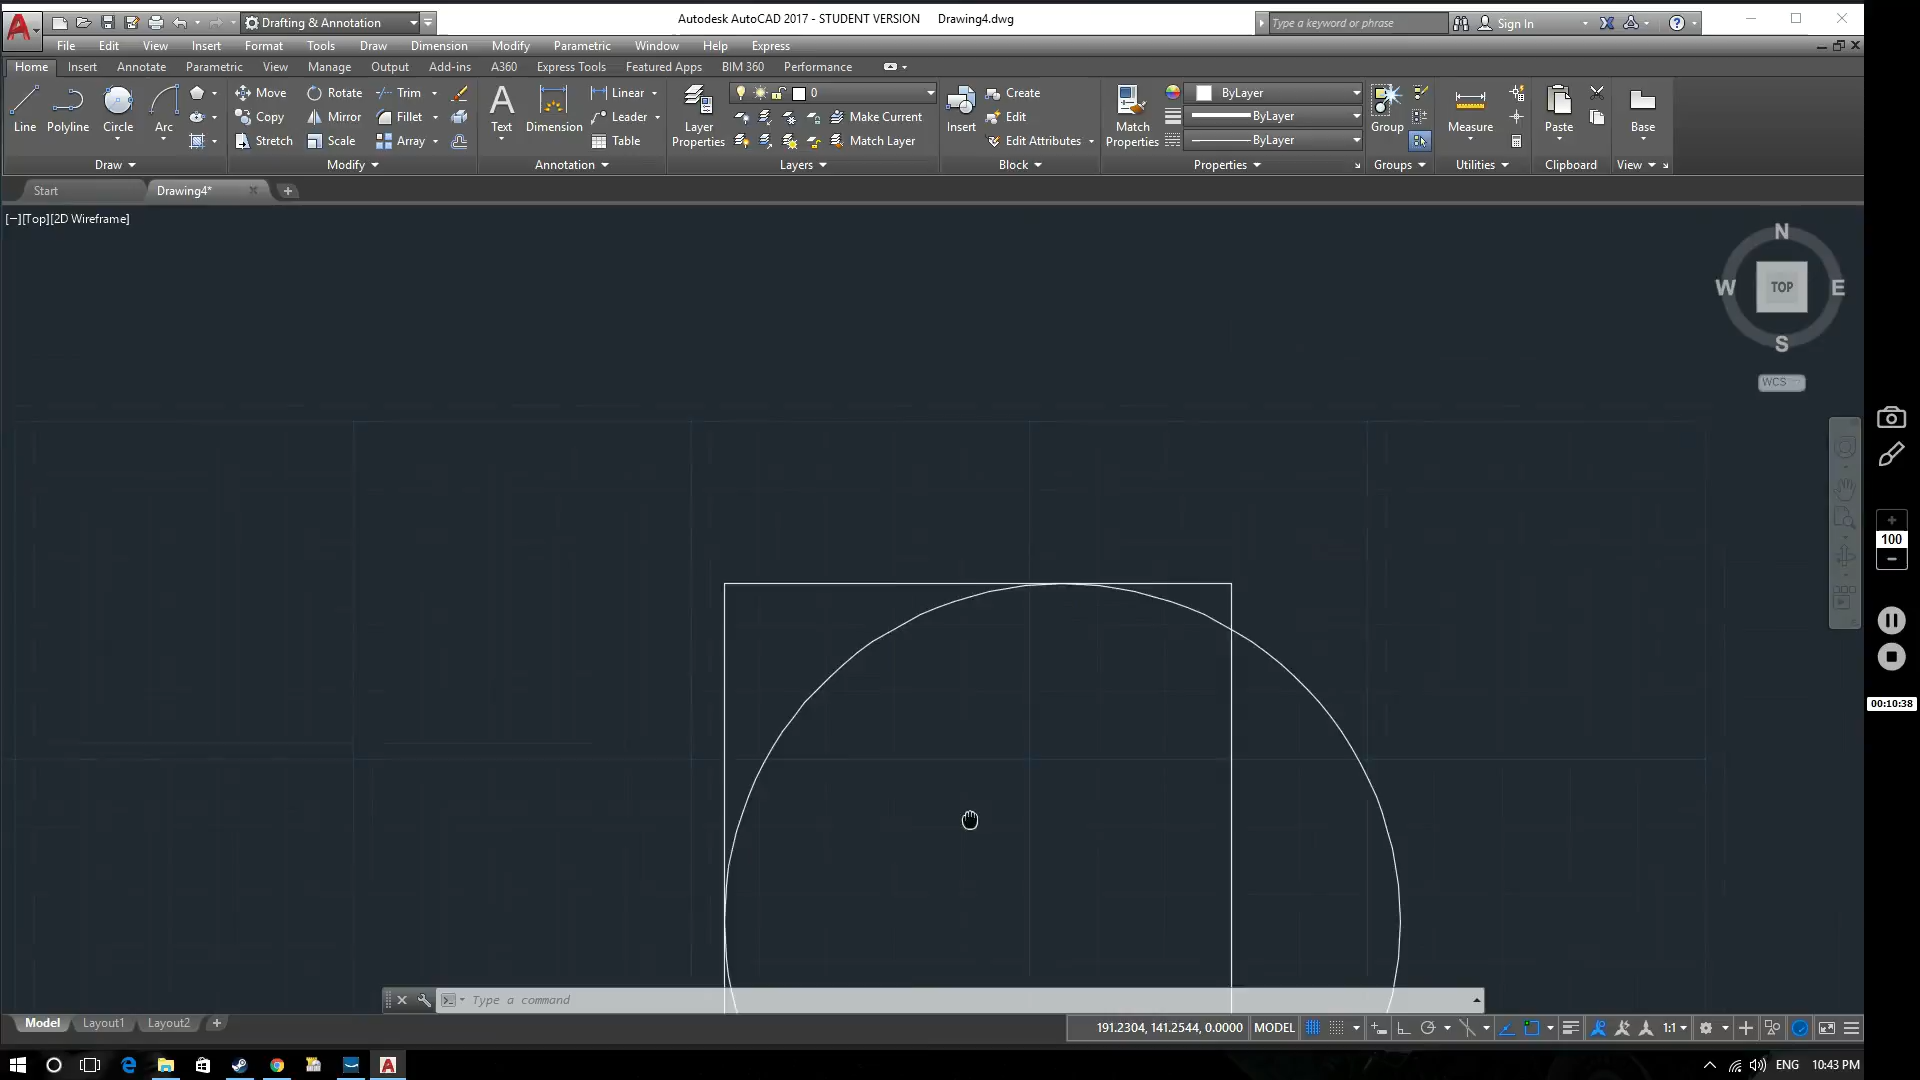 Drafting & Annotation
Autodesk AutoCAD 2017 - STUDENT VERSION Drawing4.dwg
Type a keyword or phrase
Sign In
File Edit View Insert Format Tools Draw Dimension Modify Parametric Window Help Express
Home Insert Annotate Parametric View Manage Output Add-ins A360 Express Tools Featured Apps BIM 360 Performance
Line Polyline Circle Arc
Draw
Move Rotate Trim
Copy Mirror Fillet
Stretch Scale Array
Modify
Text Dimension
Linear
Leader
Table
Annotation
Layer
Properties
0
Make Current
Match Layer
Layers
Insert
Create
Edit
Edit Attributes
Block
Match
Properties
ByLayer
ByLayer
ByLayer
Properties
Group
Groups
Measure
Utilities
Paste
Clipboard
Base
View
Start Drawing4*
[−][Top][2D Wireframe]
N
W TOP E
S
WCS
100
00:10:38
Type a command
Model Layout1 Layout2
191.2304, 141.2544, 0.0000 MODEL
1:1
ENG 10:43 PM